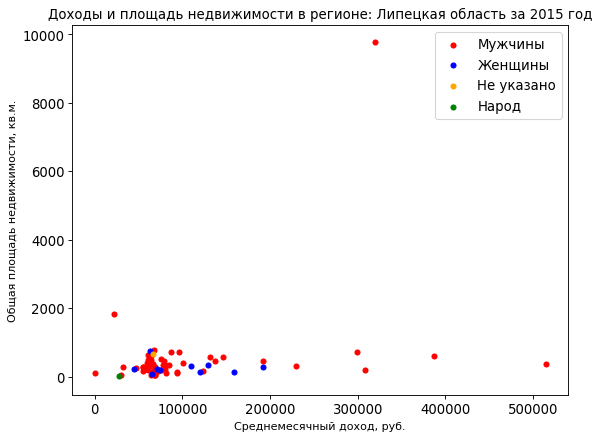 Доходы и площадь недвижимости в регионе: Липецкая область за 2015 год
Общая площадь недвижимости, кв.м.
10000
8000
6000
4000
2000
0
Мужчины
Женщины
Не указано
Народ
0 100000 200000 300000 400000 500000
Среднемесячный доход, руб.